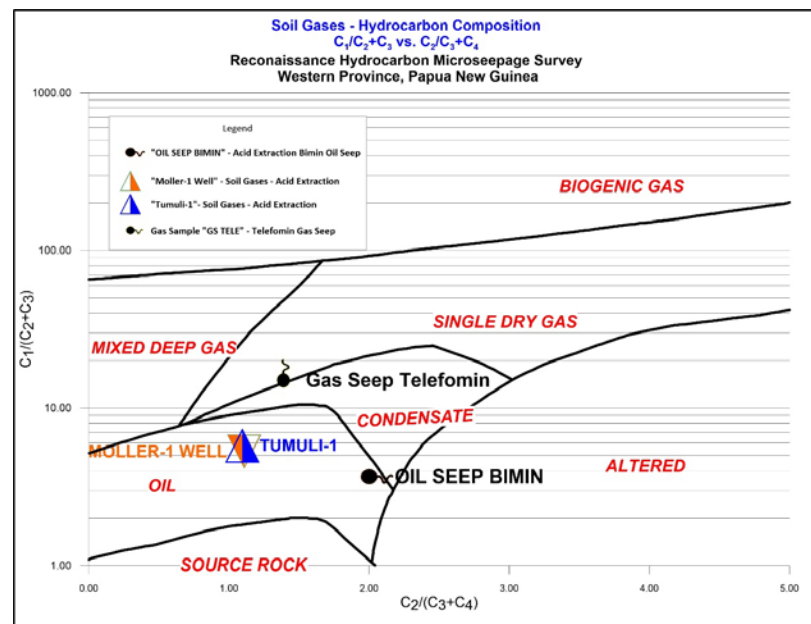 Soil Gases - Hydrocarbon Composition
C₁/C₂+C₃ vs. C₂/C₃+C₄
Reconaissance Hydrocarbon Microseepage Survey
Western Province, Papua New Guinea
1000.00
Legend
"OIL SEEP BIMIN" - Acid Extraction Bimin Oil Seep
"Moller-1 Well" - Soil Gases - Acid Extraction
"Tumuli-1"- Soil Gases - Acid Extraction
Gas Sample "GS TELE" - Telefomin Gas Seep
BIOGENIC GAS
100.00
C₁/(C₂+C₃)
SINGLE DRY GAS
MIXED DEEP GAS
Gas Seep Telefomin
10.00
CONDENSATE
MOLLER-1 WELL
TUMULI-1
OIL
OIL SEEP BIMIN
ALTERED
SOURCE ROCK
1.00
0.00 1.00 2.00 3.00 4.00 5.00
C₂/(C₃+C₄)